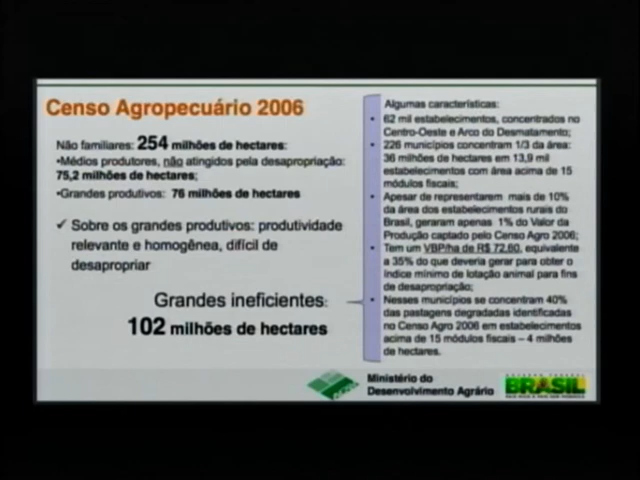 Censo Agropecuário 2006
Não familiares: 254 milhões de hectares:
•Médios produtores, não atingidos pela desapropriação:
75,2 milhões de hectares;
•Grandes produtivos: 76 milhões de hectares
✓ Sobre os grandes produtivos: produtividade
relevante e homogênea, difícil de
desapropriar
Grandes ineficientes:
102 milhões de hectares
Algumas características:
• 62 mil estabelecimentos, concentrados no
Centro-Oeste e Arco do Desmatamento;
• 226 municípios concentram 1/3 da área:
36 milhões de hectares em 13,9 mil
estabelecimentos com área acima de 15
módulos fiscais;
• Apesar de representarem mais de 10%
da área dos estabelecimentos rurais do
Brasil, geraram apenas 1% do Valor da
Produção captado pelo Censo Agro 2006;
• Tem um VBP/ha de R$ 72,60, equivalente
a 35% do que deveria gerar para obter o
índice mínimo de lotação animal para fins
de desapropriação;
• Nesses municípios se concentram 40%
das pastagens degradadas identificadas
no Censo Agro 2006 em estabelecimentos
acima de 15 módulos fiscais – 4 milhões
de hectares.
Ministério do
Desenvolvimento Agrário
GOVERNO FEDERAL
BRASIL
PAÍS RICO É PAÍS SEM POBREZA